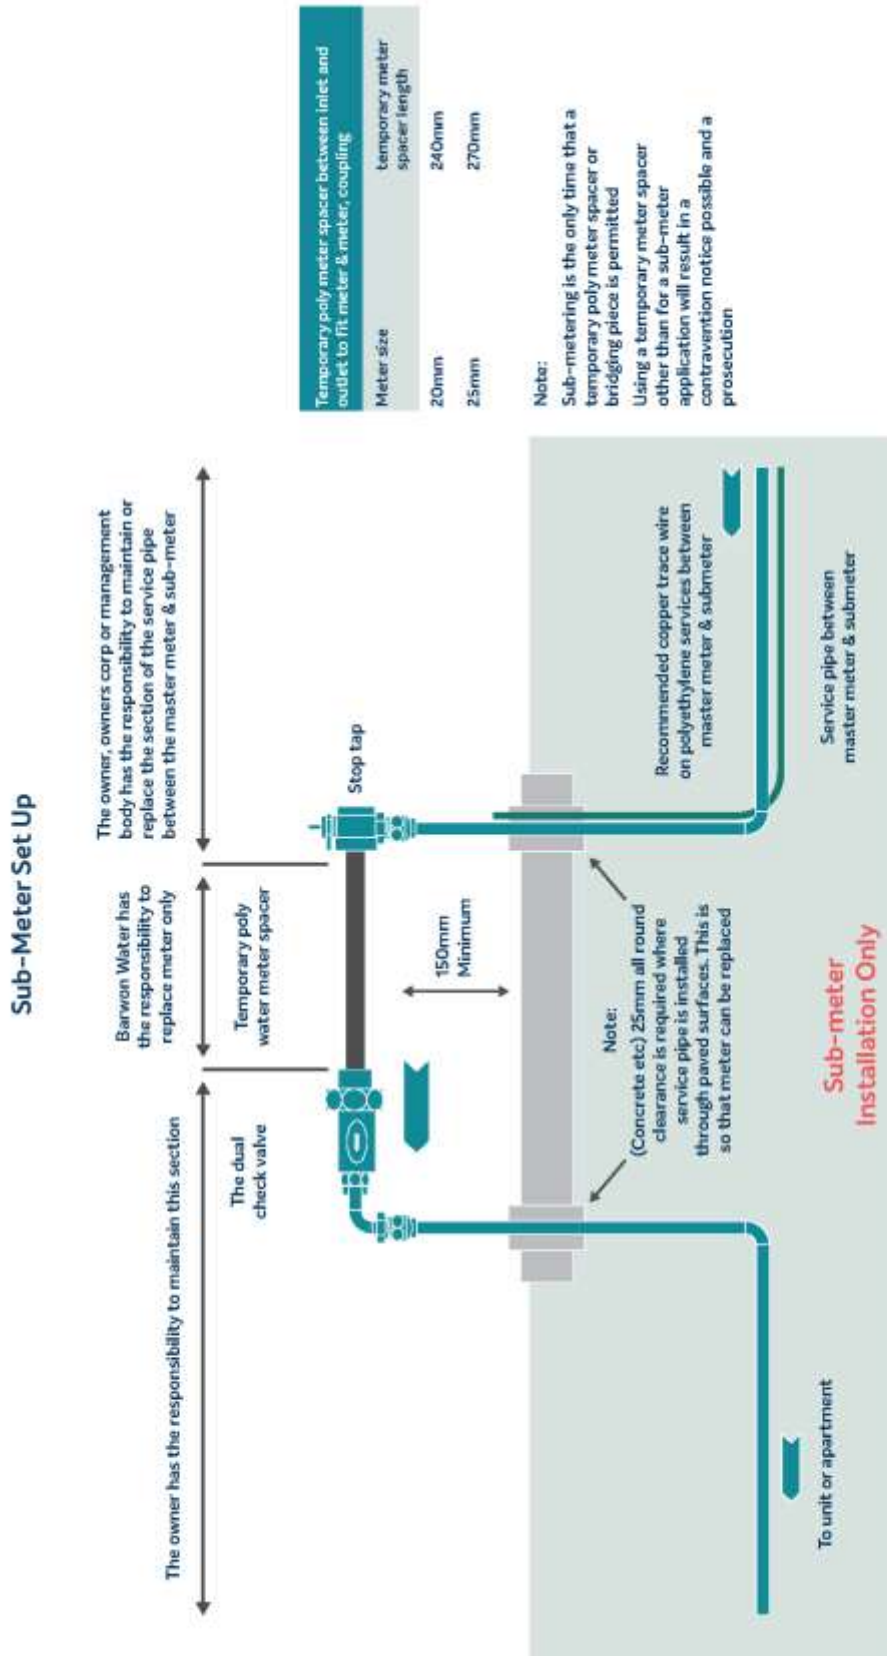 Sub-Meter Set Up
The owner has the responsibility to maintain this section
Barwon Water has
the responsibility to
replace meter only
The owner, owners corp or management
body has the responsibility to maintain or
replace the section of the service pipe
between the master meter & sub-meter
The dual
check valve
Temporary poly
water meter spacer
Stop tap
150mm
Minimum
Note:
(Concrete etc) 25mm all round
clearance is required where
service pipe is installed
through paved surfaces. This is
so that meter can be replaced
Recommended copper trace wire
on polyethylene services between
master meter & submeter
To unit or apartment
Sub-meter
Installation Only
Service pipe between
master meter & submeter
Temporary poly meter spacer between inlet and
outlet to fit meter & meter, coupling
Meter size temporary meter
spacer length
20mm 240mm
25mm 270mm
Note:
Sub-metering is the only time that a
temporary poly meter spacer or
bridging piece is permitted
Using a temporary meter spacer
other than for a sub-meter
application will result in a
contravention notice possible and a
prosecution